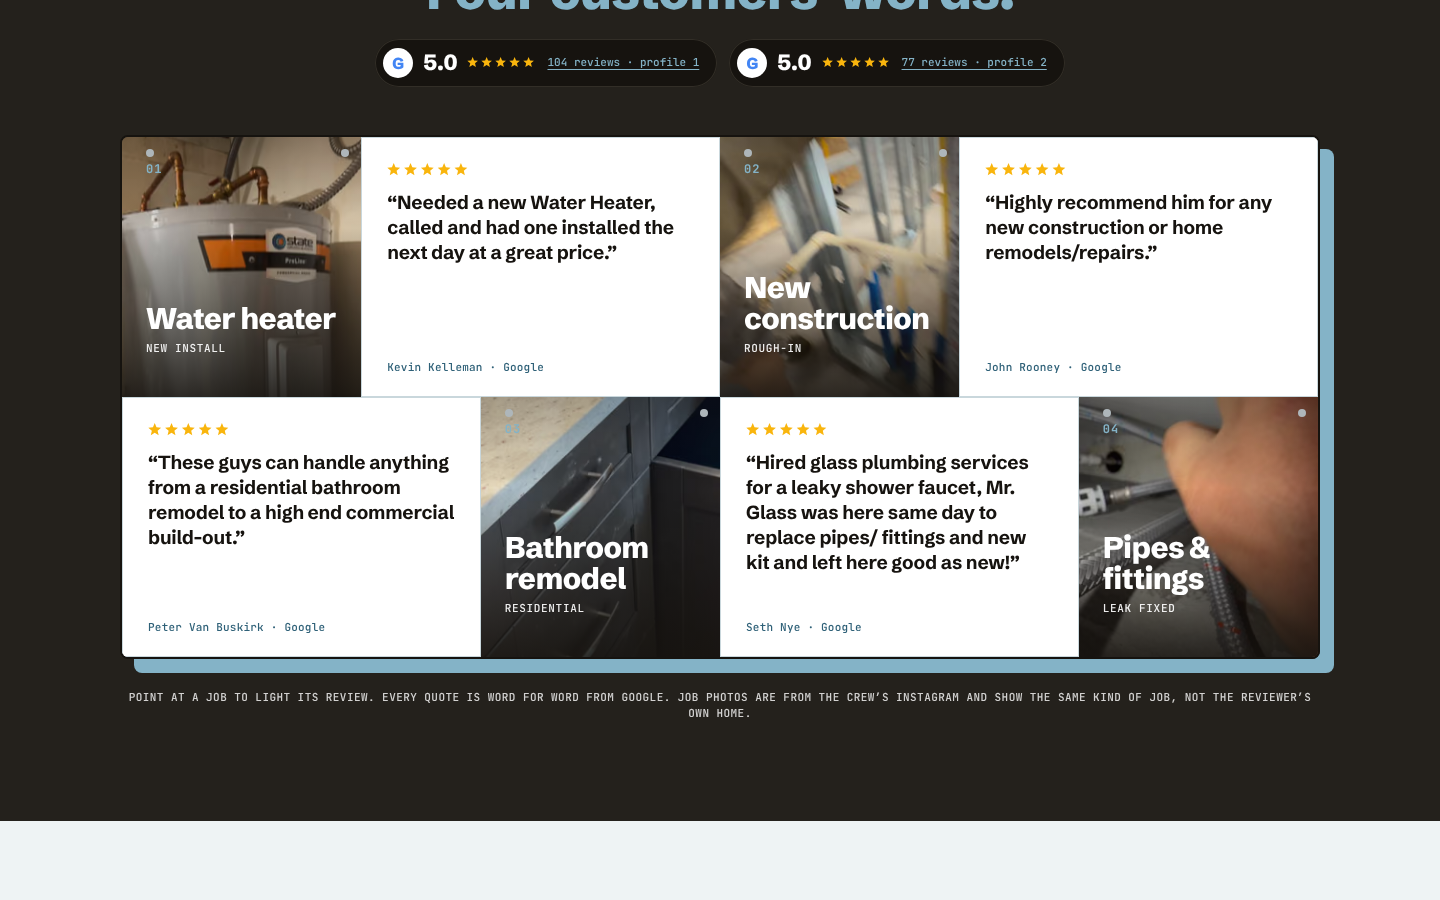 Four customers' words.
G 5.0 ★★★★★ 104 reviews · profile 1
G 5.0 ★★★★★ 77 reviews · profile 2
01
state
ProLine
Water heater
NEW INSTALL
★★★★★
“Needed a new Water Heater,
called and had one installed the
next day at a great price.”
Kevin Kelleman · Google
02
New
construction
ROUGH-IN
★★★★★
“Highly recommend him for any
new construction or home
remodels/repairs.”
John Rooney · Google
★★★★★
“These guys can handle anything
from a residential bathroom
remodel to a high end commercial
build-out.”
Peter Van Buskirk · Google
03
Bathroom
remodel
RESIDENTIAL
★★★★★
“Hired glass plumbing services
for a leaky shower faucet, Mr.
Glass was here same day to
replace pipes/ fittings and new
kit and left here good as new!”
Seth Nye · Google
04
Pipes &
fittings
LEAK FIXED
POINT AT A JOB TO LIGHT ITS REVIEW. EVERY QUOTE IS WORD FOR WORD FROM GOOGLE. JOB PHOTOS ARE FROM THE CREW’S INSTAGRAM AND SHOW THE SAME KIND OF JOB, NOT THE REVIEWER’S
OWN HOME.